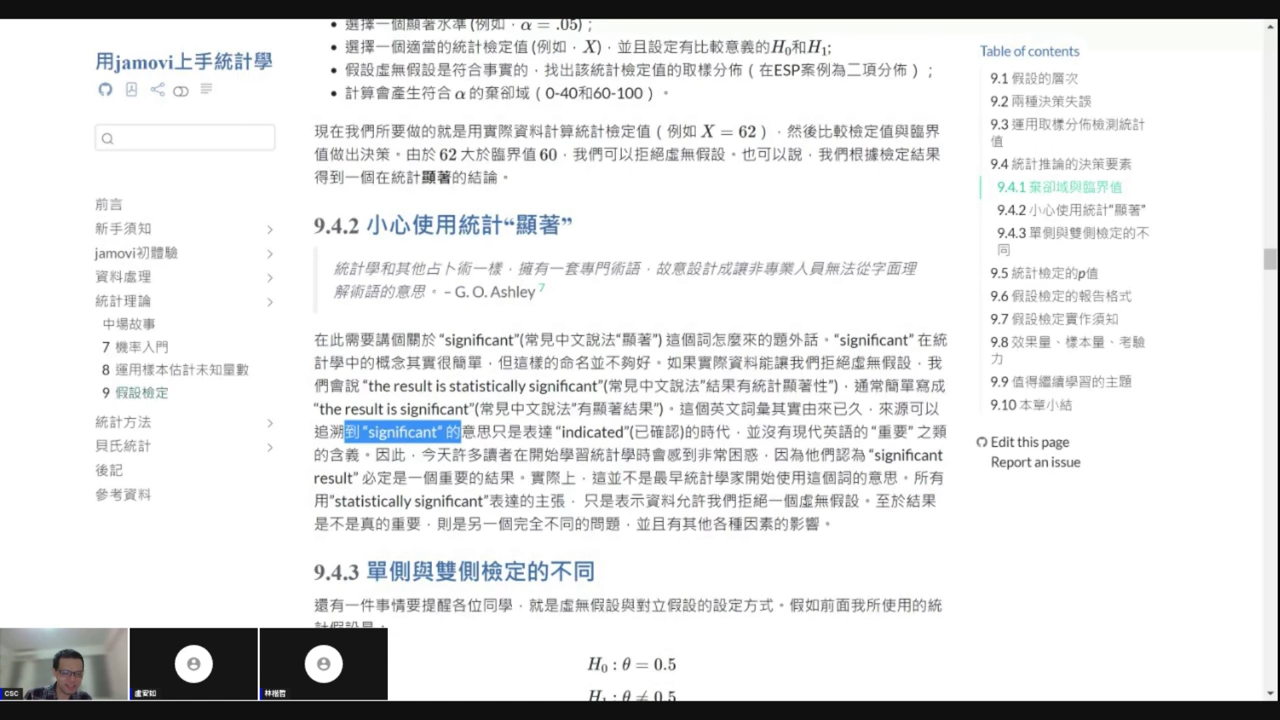 用jamovi上手統計學
前言
新手須知
jamovi初體驗
資料處理
統計理論
中場故事
7 機率入門
8 運用樣本估計未知量數
9 假設檢定
統計方法
貝氏統計
後記
參考資料
• 選擇一個顯著水準 (例如，α = .05)；
• 選擇一個適當的統計檢定值 (例如，X)，並且設定有比較意義的H₀和H₁;
• 假設虛無假設是符合事實的，找出該統計檢定值的取樣分佈（在ESP案例為二項分佈）；
• 計算會產生符合 α 的棄卻域（0-40和60-100）。
現在我們所要做的就是用實際資料計算統計檢定值（例如 X = 62），然後比較檢定值與臨界
值做出決策。由於 62 大於臨界值 60，我們可以拒絕虛無假設。也可以說，我們根據檢定結果
得到一個在統計顯著的結論。
9.4.2 小心使用統計“顯著”
統計學和其他占卜術一樣，擁有一套專門術語，故意設計成讓非專業人員無法從字面理
解術語的意思。– G. O. Ashley 7
在此需要講個關於 “significant”(常見中文說法“顯著”) 這個詞怎麼來的題外話。“significant” 在統
計學中的概念其實很簡單，但這樣的命名並不夠好。如果實際資料能讓我們拒絕虛無假設，我
們會說 “the result is statistically significant”(常見中文說法”結果有統計顯著性”)，通常簡單寫成
“the result is significant”(常見中文說法”有顯著結果”)。這個英文詞彙其實由來已久，來源可以
追溯到 “significant” 的意思只是表達 “indicated”(已確認)的時代，並沒有現代英語的 “重要” 之類
的含義。因此，今天許多讀者在開始學習統計學時會感到非常困惑，因為他們認為 “significant
result” 必定是一個重要的結果。實際上，這並不是最早統計學家開始使用這個詞的意思。所有
用”statistically significant”表達的主張， 只是表示資料允許我們拒絕一個虛無假設。至於結果
是不是真的重要，則是另一個完全不同的問題，並且有其他各種因素的影響。
9.4.3 單側與雙側檢定的不同
還有一件事情要提醒各位同學，就是虛無假設與對立假設的設定方式。假如前面我所使用的統
計假設是：
H₀ : θ = 0.5
H₁ : θ ≠ 0.5
Table of contents
9.1 假設的層次
9.2 兩種決策失誤
9.3 運用取樣分佈檢測統計
值
9.4 統計推論的決策要素
9.4.1 棄卻域與臨界值
9.4.2 小心使用統計“顯著”
9.4.3 單側與雙側檢定的不
同
9.5 統計檢定的p值
9.6 假設檢定的報告格式
9.7 假設檢定實作須知
9.8 效果量、樣本量、考驗
力
9.9 值得繼續學習的主題
9.10 本章小結
Edit this page
Report an issue
CSC
盧安如